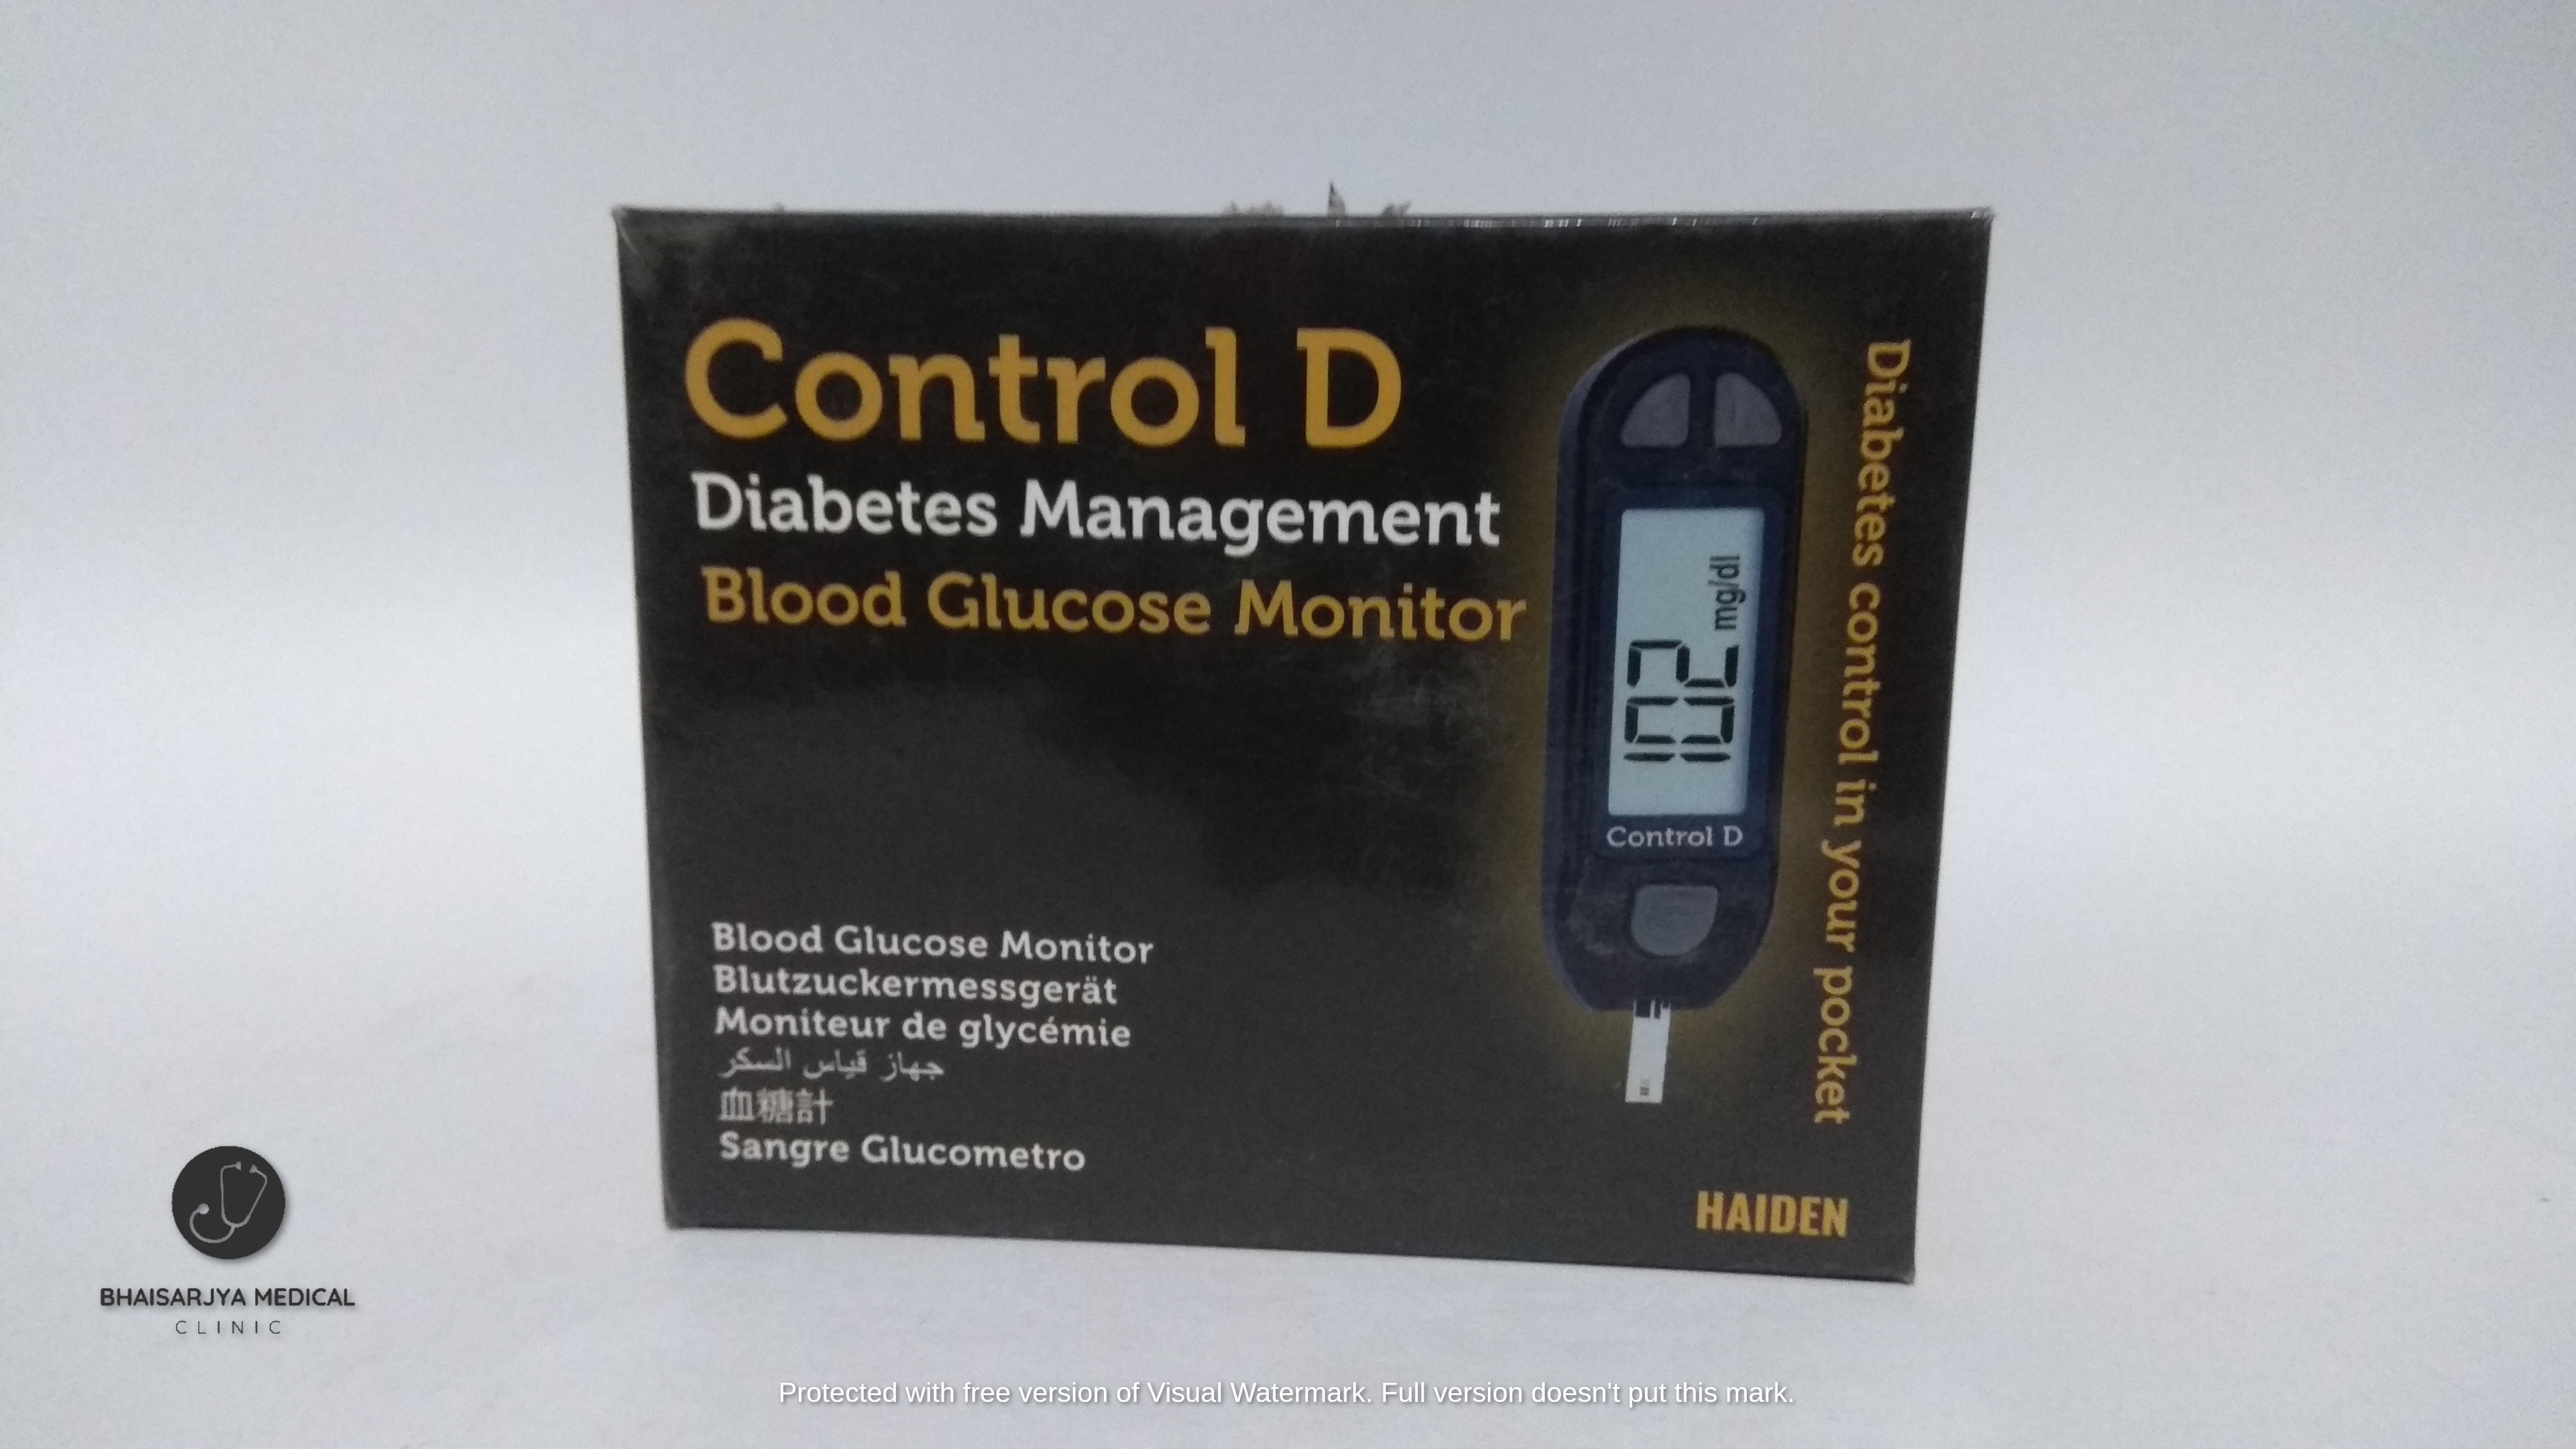 Control D
Diabetes Management
Blood Glucose Monitor
102 mg/dl
Control D
Diabetes control in your pocket
Blood Glucose Monitor
Blutzuckermessgerät
Moniteur de glycémie
جهاز قياس السكر
血糖計
Sangre Glucometro
HAIDEN
BHAISARJYA MEDICAL
CLINIC
Protected with free version of Visual Watermark. Full version doesn't put this mark.